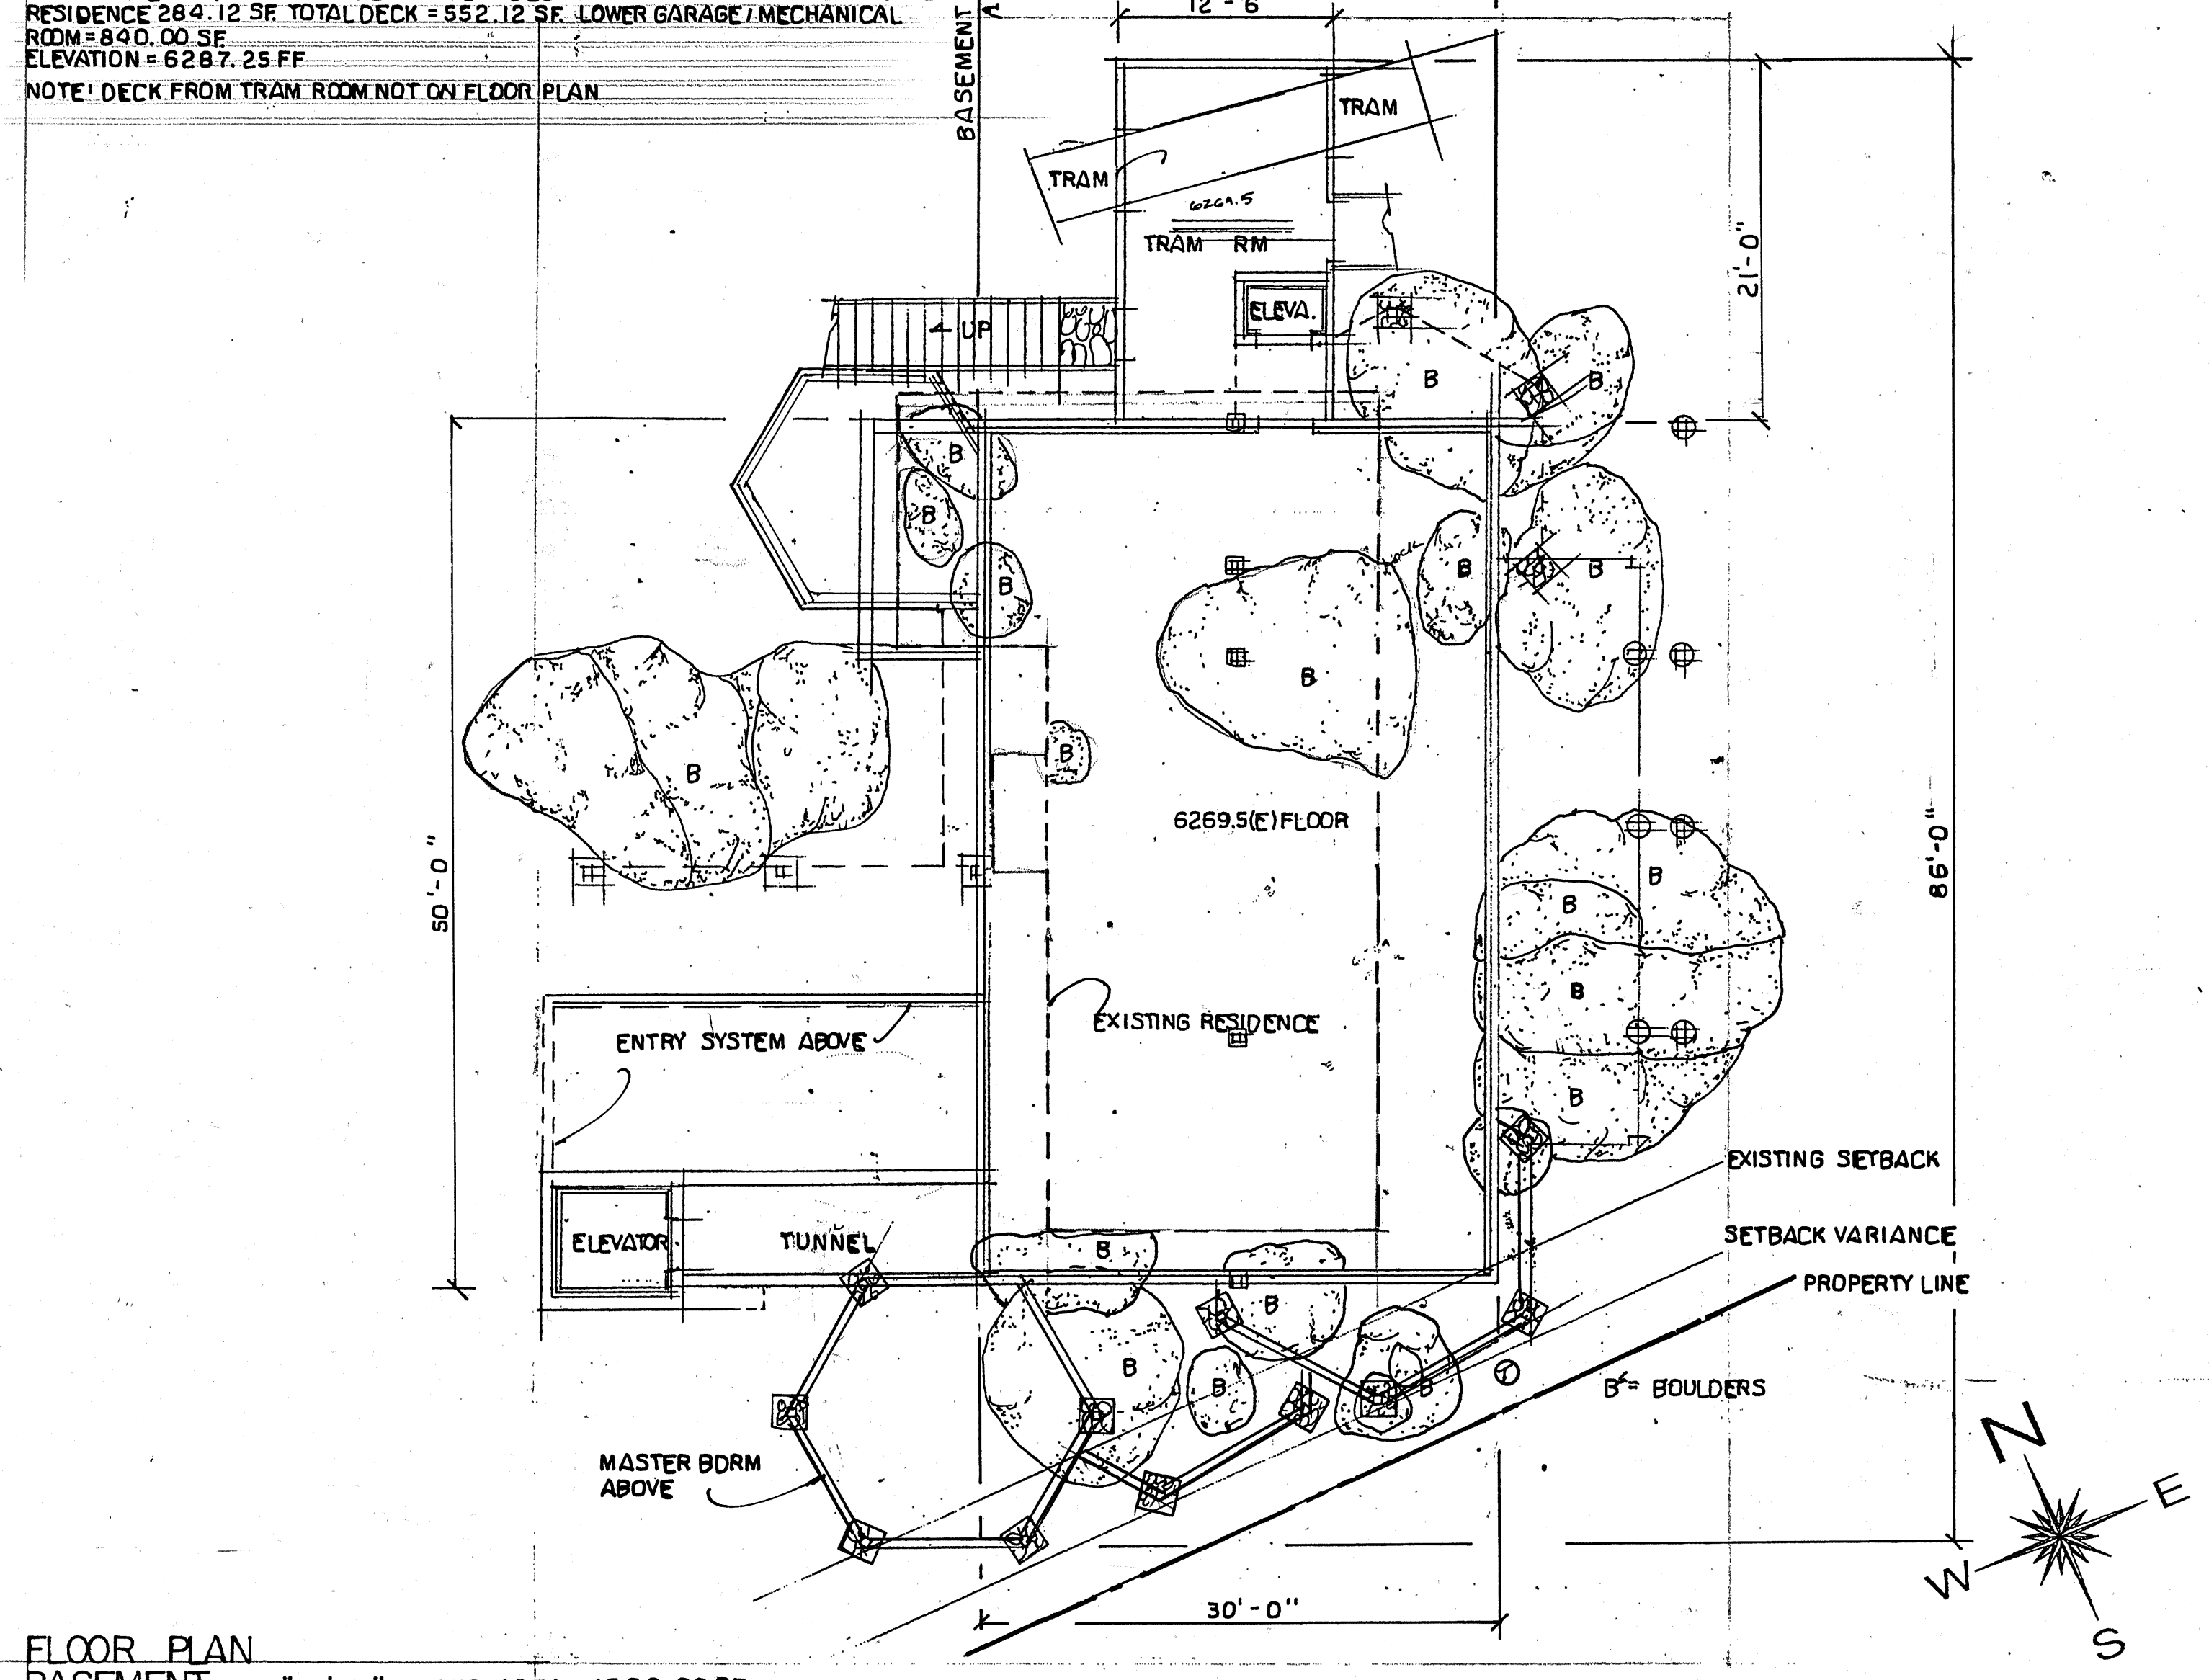 RESIDENCE 284.12 SF. TOTAL DECK = 552.12 SF. LOWER GARAGE / MECHANICAL
ROOM = 840.00 SF.
ELEVATION = 6287.25 FF
NOTE: DECK FROM TRAM ROOM NOT ON FLOOR PLAN
BASEMENT
A
12'-6
TRAM
TRAM
6269.5
TRAM RM
21'-0"
ELEVA.
← UP
B
B
B
B
B
B
B
B
B
B
B
6269.5(E) FLOOR
50'-0"
86'-0"
B
B
B
B
EXISTING RESIDENCE
ENTRY SYSTEM ABOVE
EXISTING SETBACK
SETBACK VARIANCE
PROPERTY LINE
ELEVATOR
TUNNEL
B
B
B
B
B
T
B = BOULDERS
MASTER BDRM
ABOVE
N
E
W
S
30'-0"
FLOOR PLAN
BASEMENT